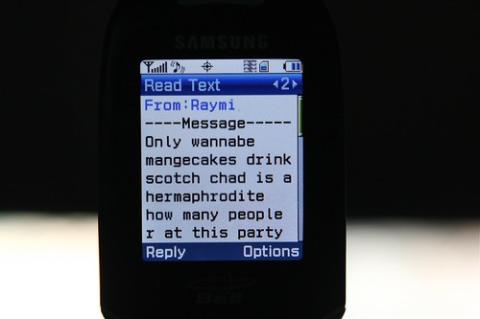 SAMSUNG
Read Text 2
From:Raymi
----Message-----
Only wannabe
mangecakes drink
scotch chad is a
hermaphrodite
how many people
r at this party
Reply Options
Bell